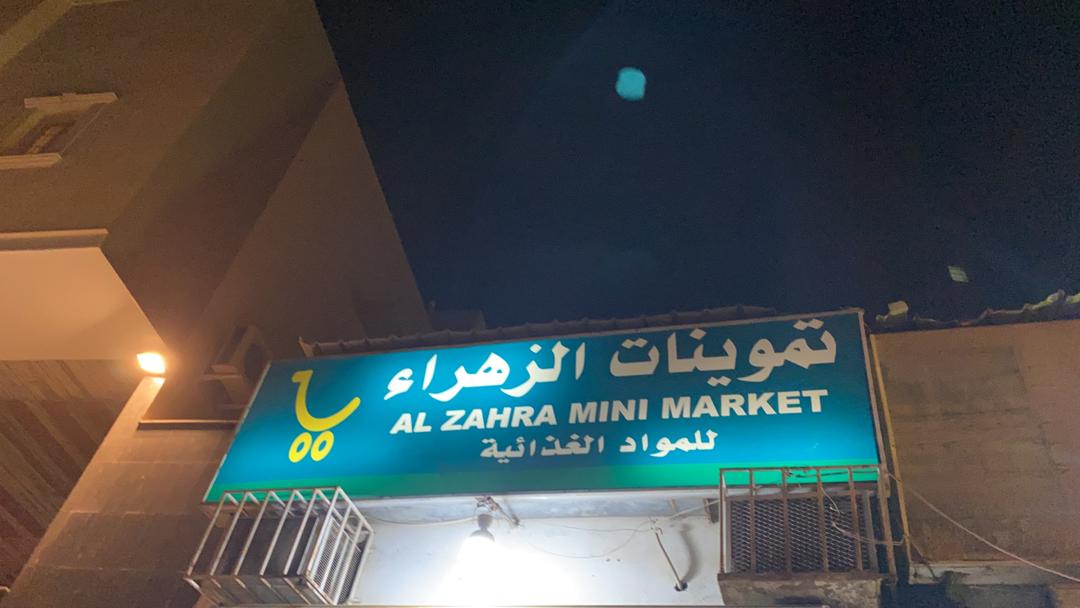 تموينات الزهراء
AL ZAHRA MINI MARKET
للمواد الغذائية